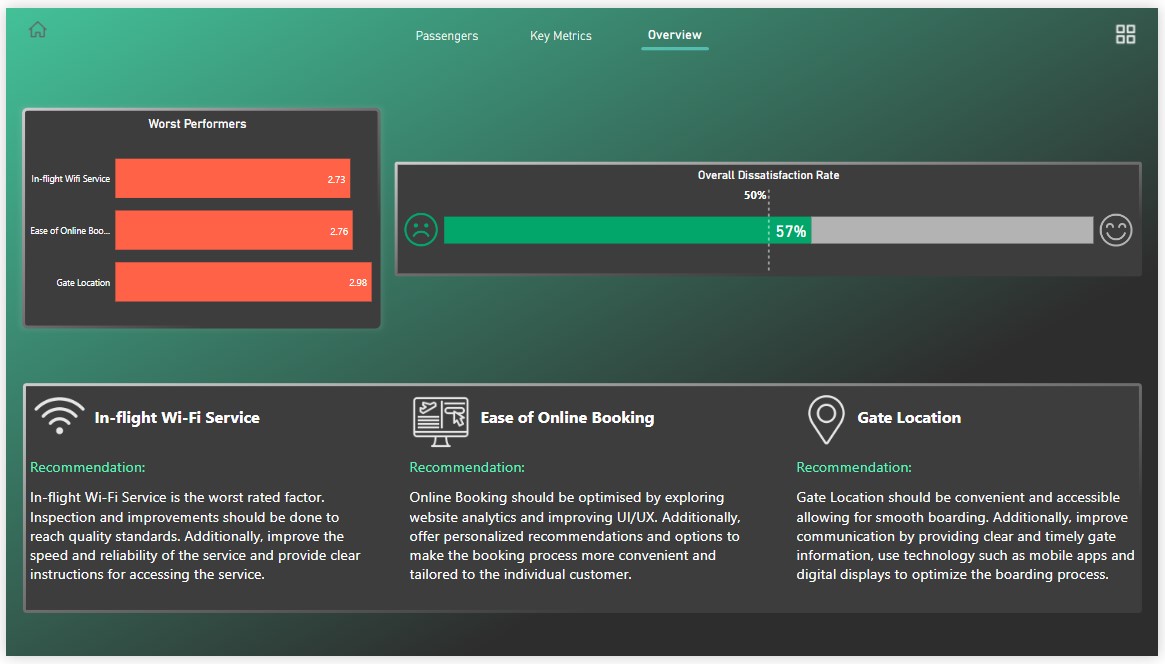 Passengers
Key Metrics
Overview
Worst Performers
In-flight Wifi Service
2.73
Ease of Online Boo...
2.76
Gate Location
2.98
Overall Dissatisfaction Rate
50%
57%
In-flight Wi-Fi Service
Recommendation:
In-flight Wi-Fi Service is the worst rated factor.
Inspection and improvements should be done to
reach quality standards. Additionally, improve the
speed and reliability of the service and provide clear
instructions for accessing the service.
Ease of Online Booking
Recommendation:
Online Booking should be optimised by exploring
website analytics and improving UI/UX. Additionally,
offer personalized recommendations and options to
make the booking process more convenient and
tailored to the individual customer.
Gate Location
Recommendation:
Gate Location should be convenient and accessible
allowing for smooth boarding. Additionally, improve
communication by providing clear and timely gate
information, use technology such as mobile apps and
digital displays to optimize the boarding process.